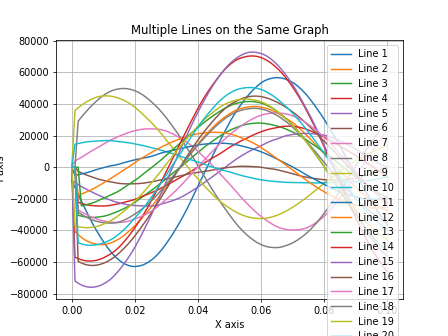 Multiple Lines on the Same Graph
80000
60000
40000
20000
0
−20000
−40000
−60000
−80000
0.00
0.02
0.04
0.06
X axis
Line 1
Line 2
Line 3
Line 4
Line 5
Line 6
Line 7
Line 8
Line 9
Line 10
Line 11
Line 12
Line 13
Line 14
Line 15
Line 16
Line 17
Line 18
Line 19
Line 20